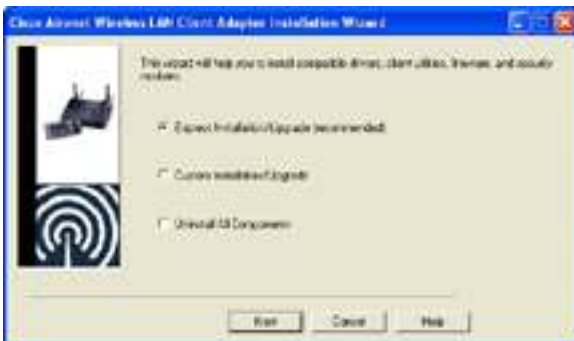 Cisco Aironet Wireless LAN Client Adapter Installation Wizard
This wizard will help you to install compatible drivers, client utilities, firmware, and security
modules.
Express Installation/Upgrade (recommended)
Custom Installation/Upgrade
Uninstall All Components
Next
Cancel
Help